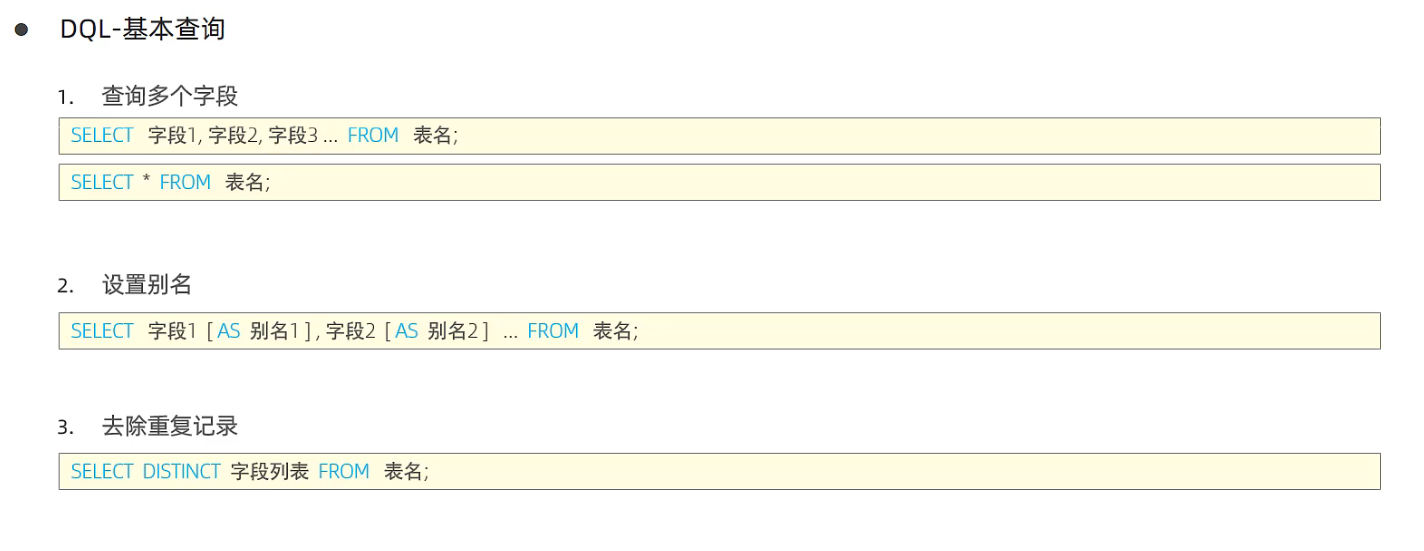 ● DQL-基本查询
1. 查询多个字段
SELECT 字段1, 字段2, 字段3 ... FROM 表名;
SELECT * FROM 表名;
2. 设置别名
SELECT 字段1 [ AS 别名1 ] , 字段2 [ AS 别名2 ] ... FROM 表名;
3. 去除重复记录
SELECT DISTINCT 字段列表 FROM 表名;